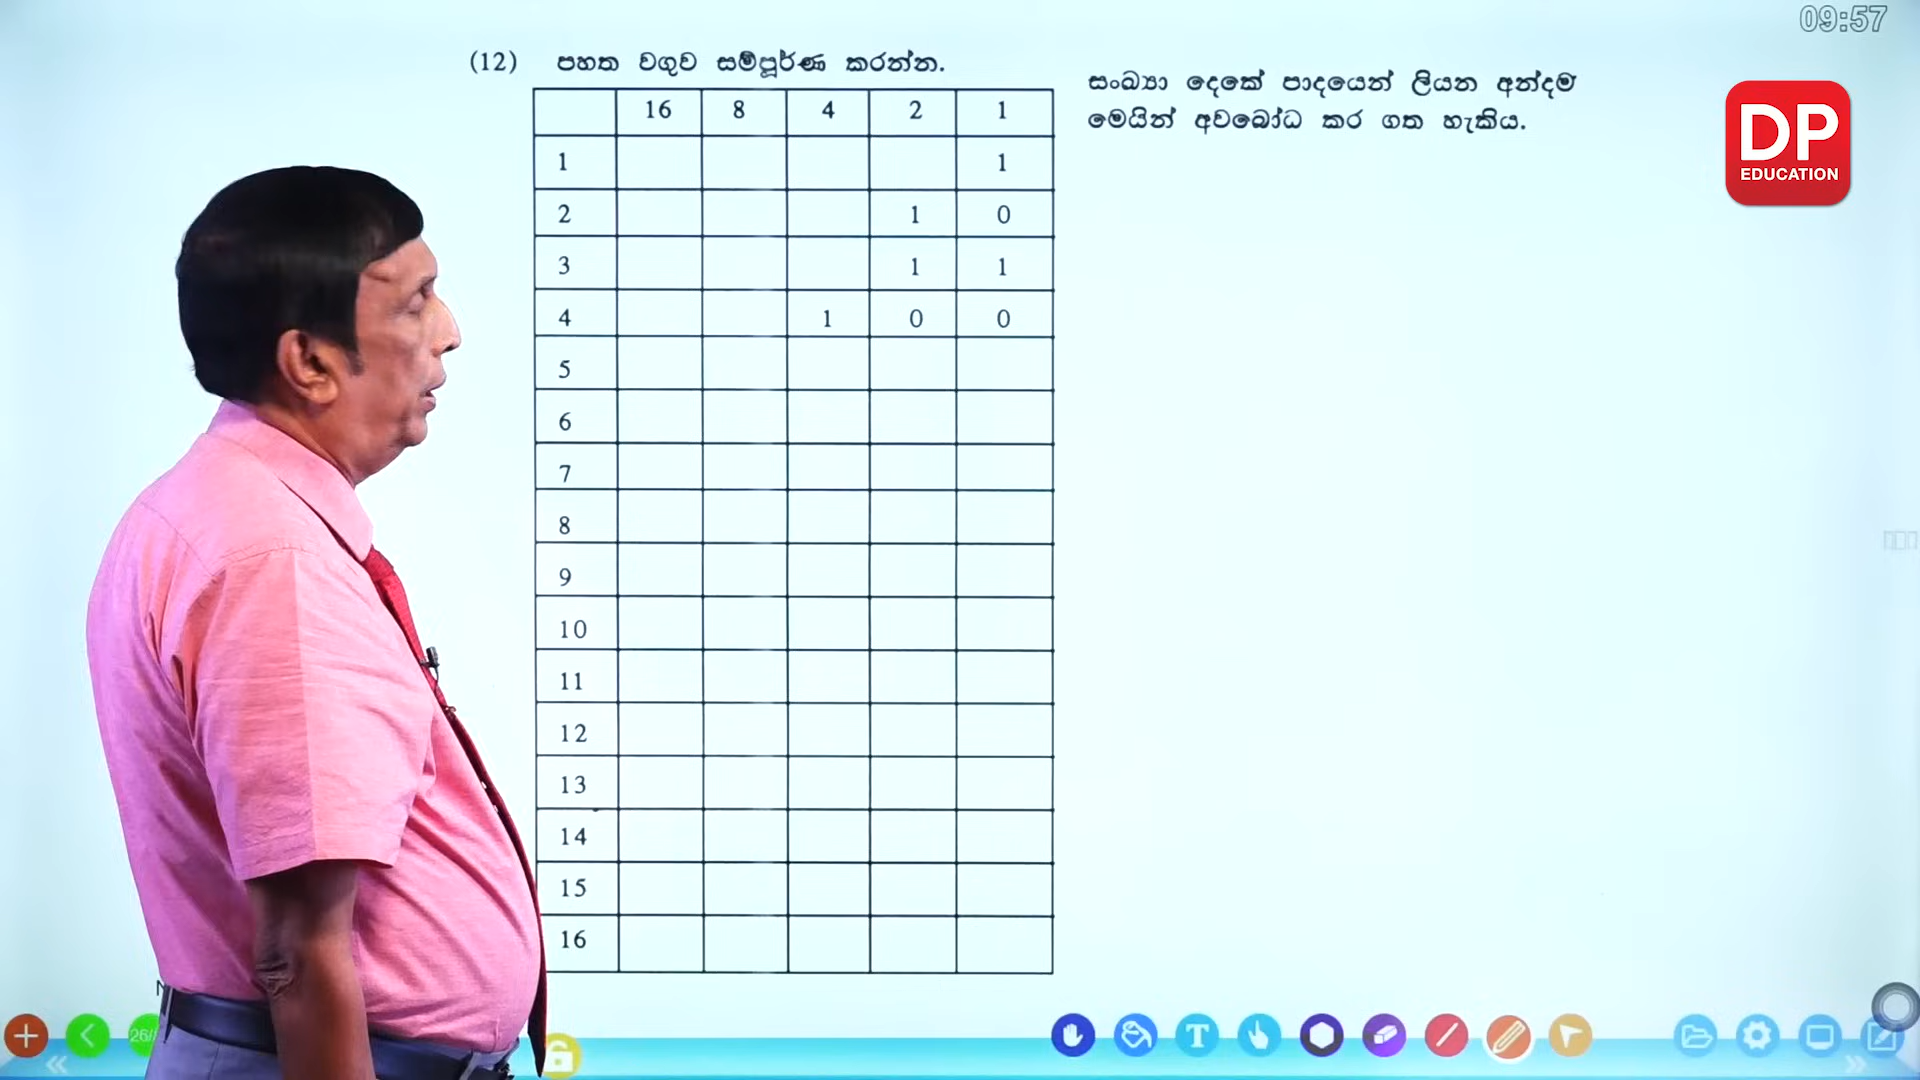 09:57
(12) පහත වගුව සම්පූර්ණ කරන්න.
සංඛ්‍යා දෙකේ පාදයෙන් ලියන අන්දම
මෙයින් අවබෝධ කර ගත හැකිය.
DP
EDUCATION
16 8 4 2 1
1 1
2 1 0
3 1 1
4 1 0 0
5
6
7
8
9
10
11
12
13
14
15
16
N
26/
T